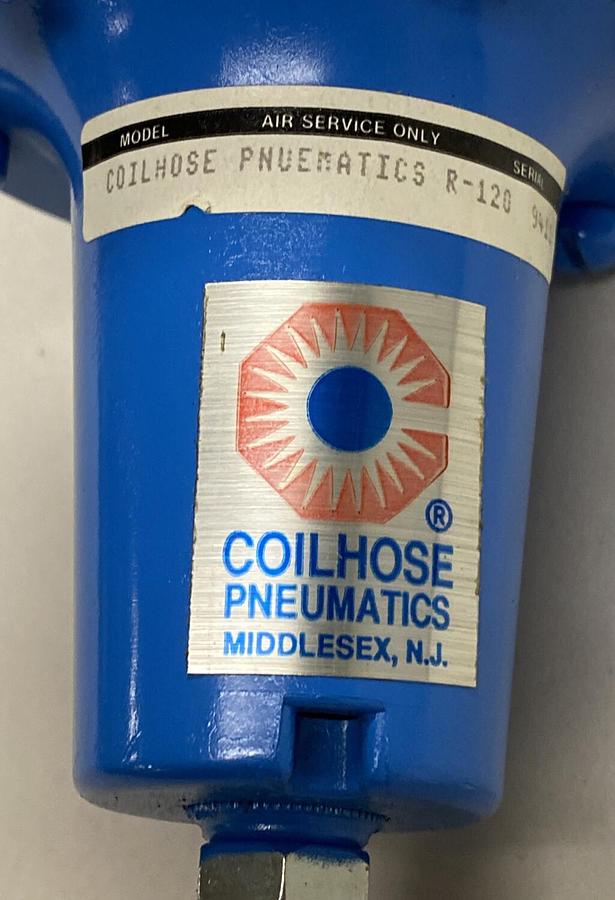 MODEL AIR SERVICE ONLY SERIAL
COILHOSE PNUEMATICS R-120
®
COILHOSE
PNEUMATICS
MIDDLESEX, N.J.